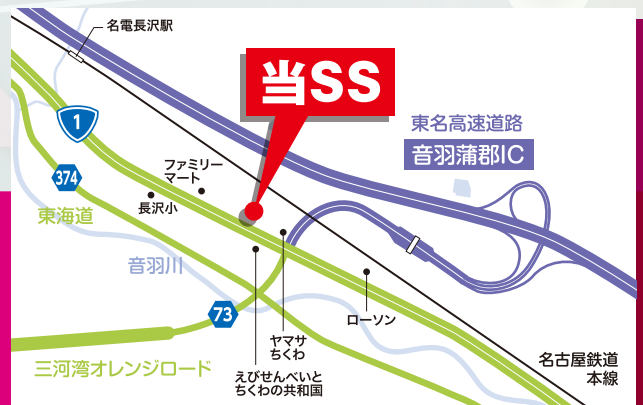 名電長沢駅
当SS
1
東名高速道路
音羽蒲郡IC
ファミリー
マート
374
長沢小
東海道
音羽川
73
ローソン
ヤマサ
ちくわ
名古屋鉄道
本線
三河湾オレンジロード
えびせんべいと
ちくわの共和国